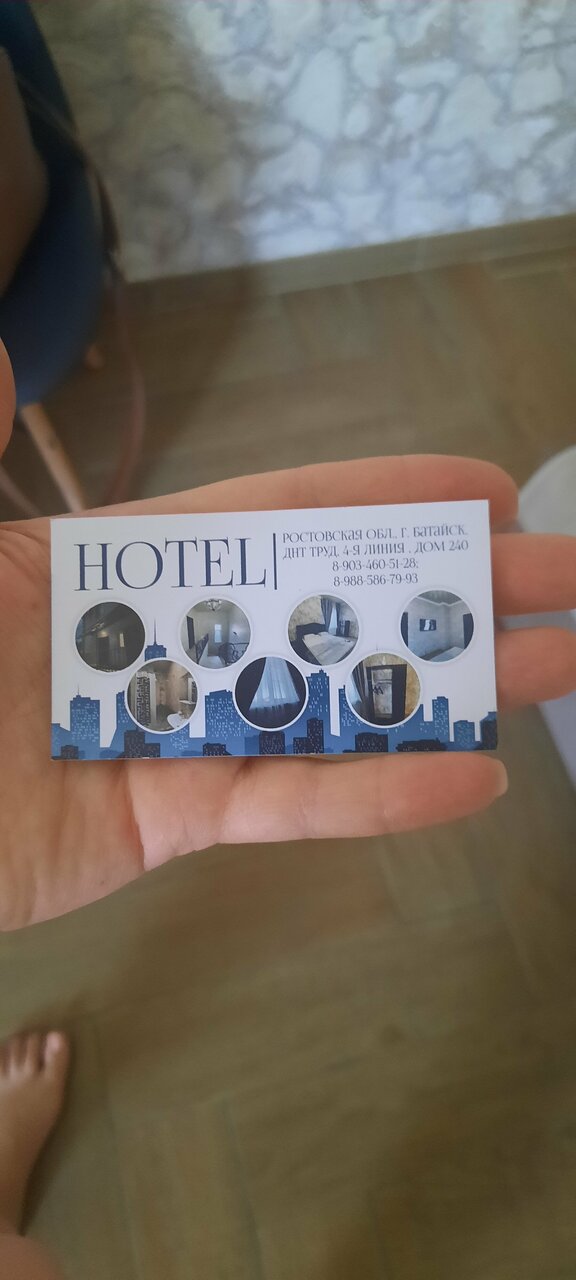 HOTEL
РОСТОВСКАЯ ОБЛ., Г. БАТАЙСК,
ДНТ ТРУД, 4-Я ЛИНИЯ , ДОМ 240
8-903-460-51-28;
8-988-586-79-93